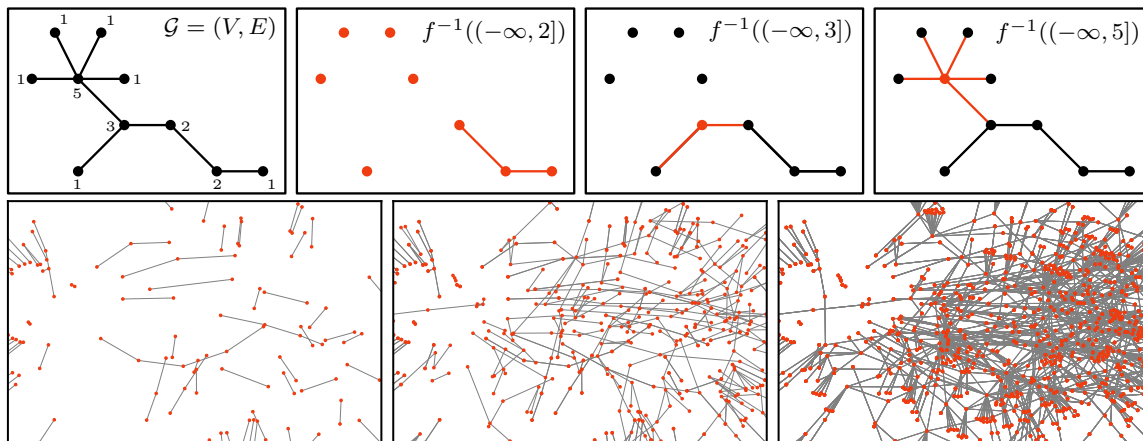 1 1 𝒢 = (V, E)
1 1
5
3 2
1 2 1
f⁻¹((−∞, 2])
f⁻¹((−∞, 3])
f⁻¹((−∞, 5])